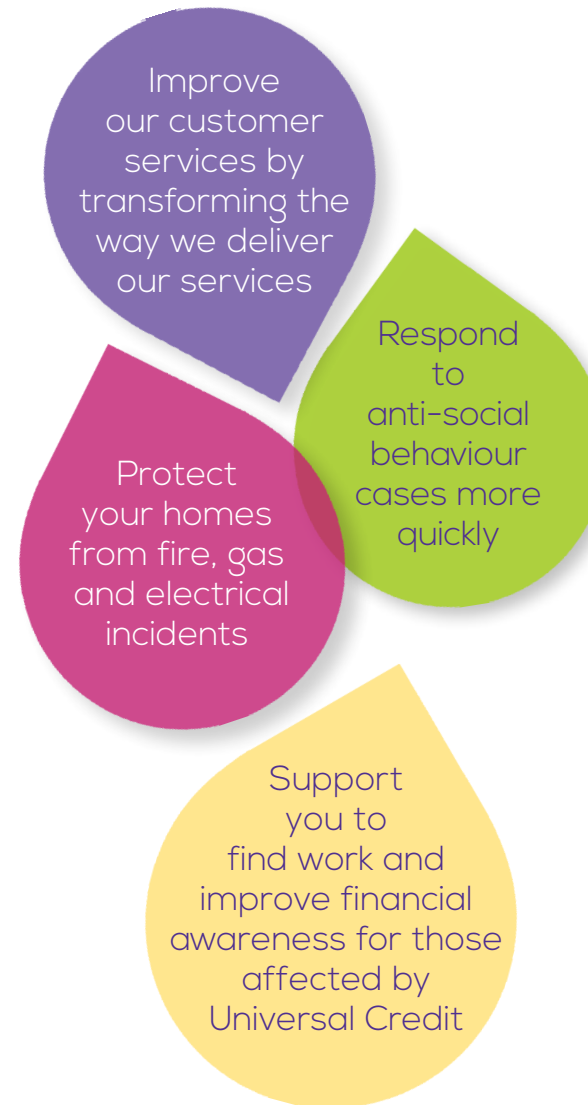 Improve
our customer
services by
transforming the
way we deliver
our services
Respond
to
anti-social
behaviour
cases more
quickly
Protect
your homes
from fire, gas
and electrical
incidents
Support
you to
find work and
improve financial
awareness for those
affected by
Universal Credit